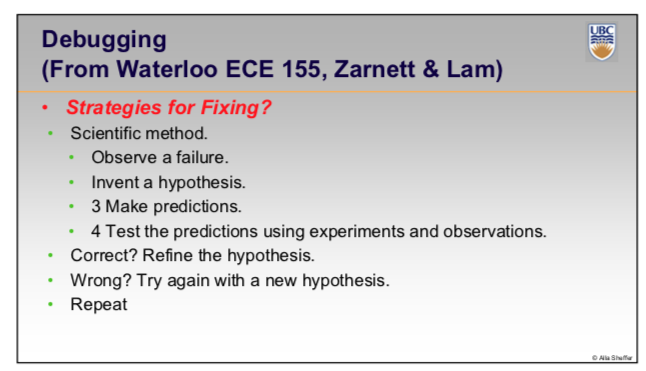 Debugging
(From Waterloo ECE 155, Zarnett & Lam)
UBC
• Strategies for Fixing?
• Scientific method.
• Observe a failure.
• Invent a hypothesis.
• 3 Make predictions.
• 4 Test the predictions using experiments and observations.
• Correct? Refine the hypothesis.
• Wrong? Try again with a new hypothesis.
• Repeat
© Alla Sheffer